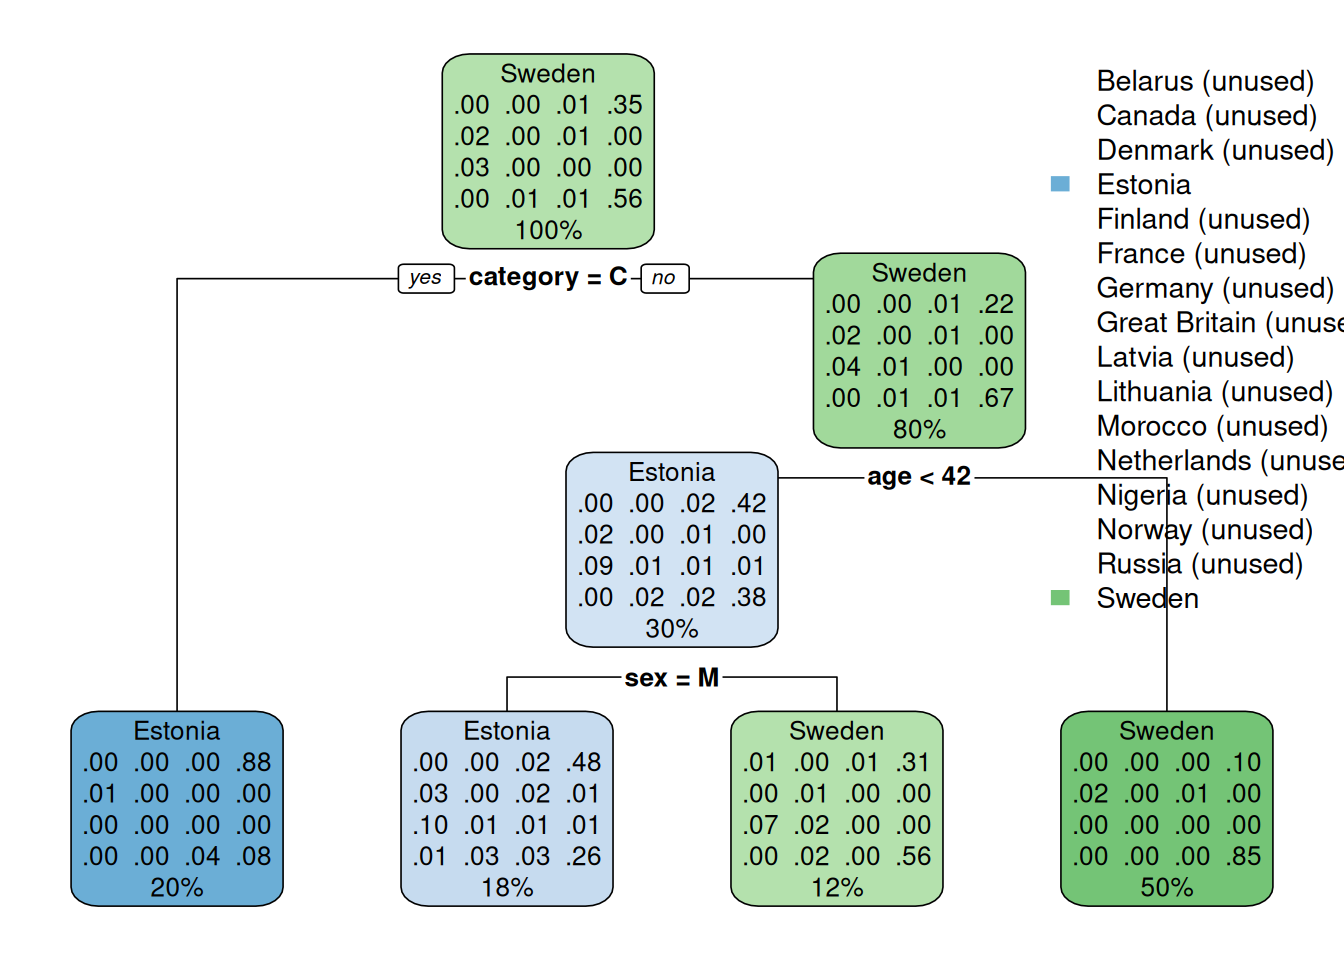 Sweden
.00 .00 .01 .35
.02 .00 .01 .00
.03 .00 .00 .00
.00 .01 .01 .56
100%
yes category = C no
Sweden
.00 .00 .01 .22
.02 .00 .01 .00
.04 .01 .00 .00
.00 .01 .01 .67
80%
age < 42
Estonia
.00 .00 .02 .42
.02 .00 .01 .00
.09 .01 .01 .01
.00 .02 .02 .38
30%
sex = M
Estonia
.00 .00 .00 .88
.01 .00 .00 .00
.00 .00 .00 .00
.00 .00 .04 .08
20%
Estonia
.00 .00 .02 .48
.03 .00 .02 .01
.10 .01 .01 .01
.01 .03 .03 .26
18%
Sweden
.01 .00 .01 .31
.00 .01 .00 .00
.07 .02 .00 .00
.00 .02 .00 .56
12%
Sweden
.00 .00 .00 .10
.02 .00 .01 .00
.00 .00 .00 .00
.00 .00 .00 .85
50%
Belarus (unused)
Canada (unused)
Denmark (unused)
Estonia
Finland (unused)
France (unused)
Germany (unused)
Great Britain (unuse
Latvia (unused)
Lithuania (unused)
Morocco (unused)
Netherlands (unuse
Nigeria (unused)
Norway (unused)
Russia (unused)
Sweden